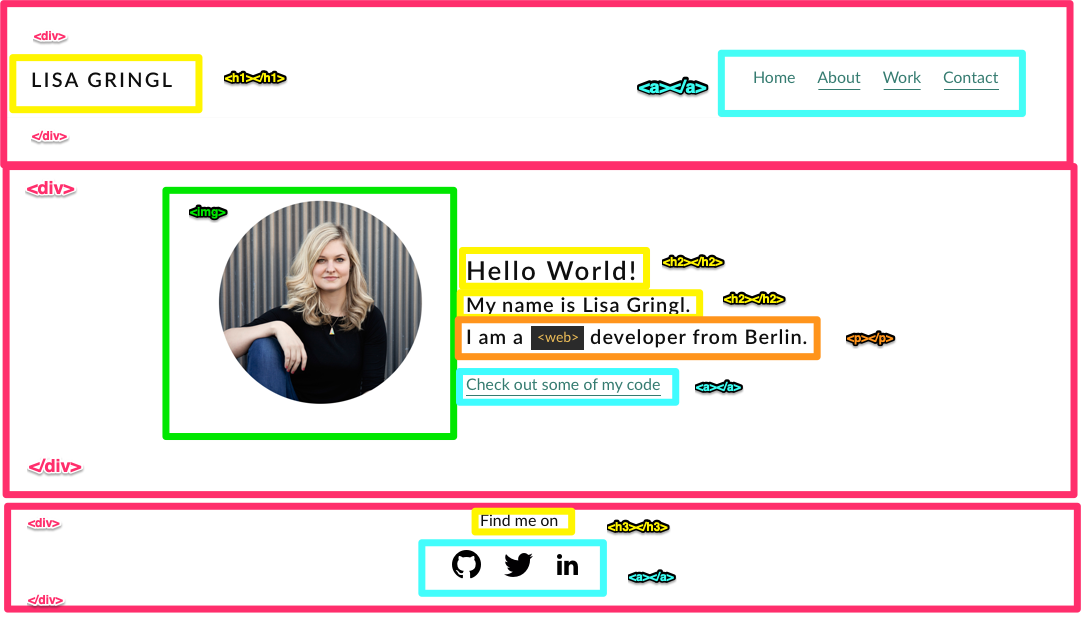 <div>
LISA GRINGL <h1></h1> <a></a> Home About Work Contact
</div>
<div>
<img>
Hello World! <h2></h2>
My name is Lisa Gringl. <h2></h2>
I am a <web> developer from Berlin. <p></p>
Check out some of my code <a></a>
</div>
<div> Find me on <h3></h3>
in <a></a>
</div>